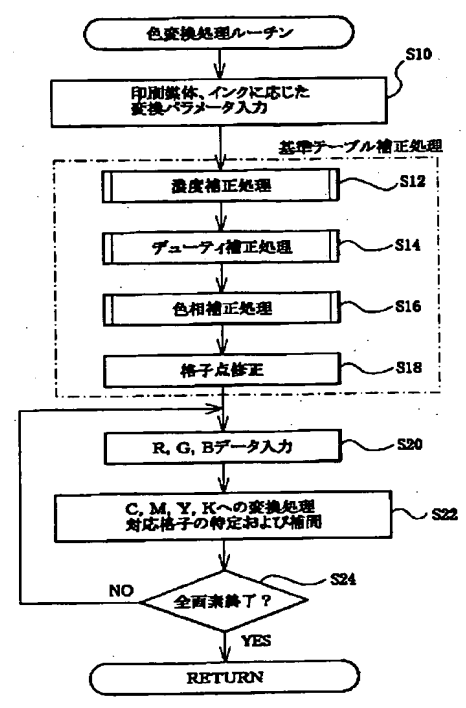 色変換処理ルーチン
S10
印刷媒体、インクに応じた
変換パラメータ入力
基準テーブル補正処理
濃度補正処理
S12
デューティ補正処理
S14
色相補正処理
S16
格子点修正
S18
R, G, Bデータ入力
S20
C, M, Y, Kへの変換処理
対応格子の特定および補間
S22
全画素終了？
S24
NO
YES
RETURN